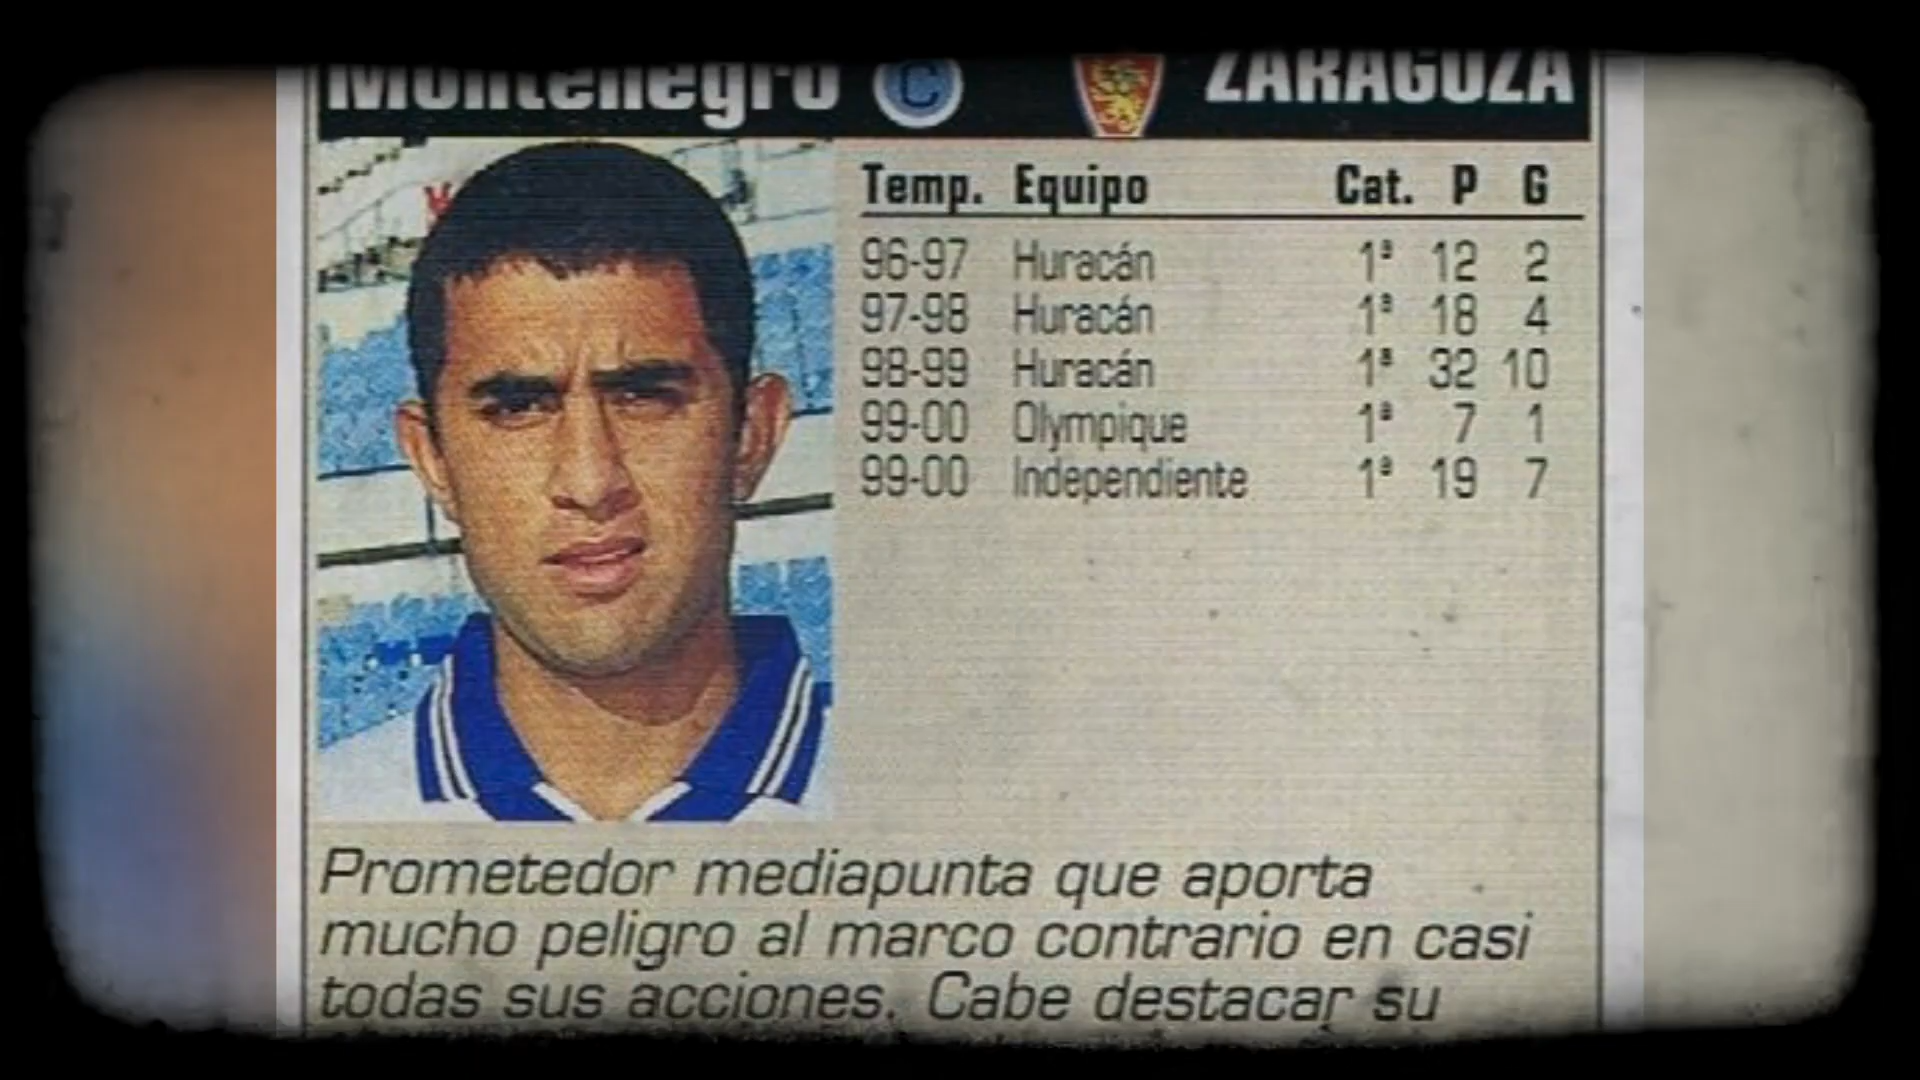 Montenegro C ZARAGOZA
Temp. Equipo Cat. P G
96-97 Huracán 1ª 12 2
97-98 Huracán 1ª 18 4
98-99 Huracán 1ª 32 10
99-00 Olympique 1ª 7 1
99-00 Independiente 1ª 19 7
Prometedor mediapunta que aporta
mucho peligro al marco contrario en casi
todas sus acciones. Cabe destacar su